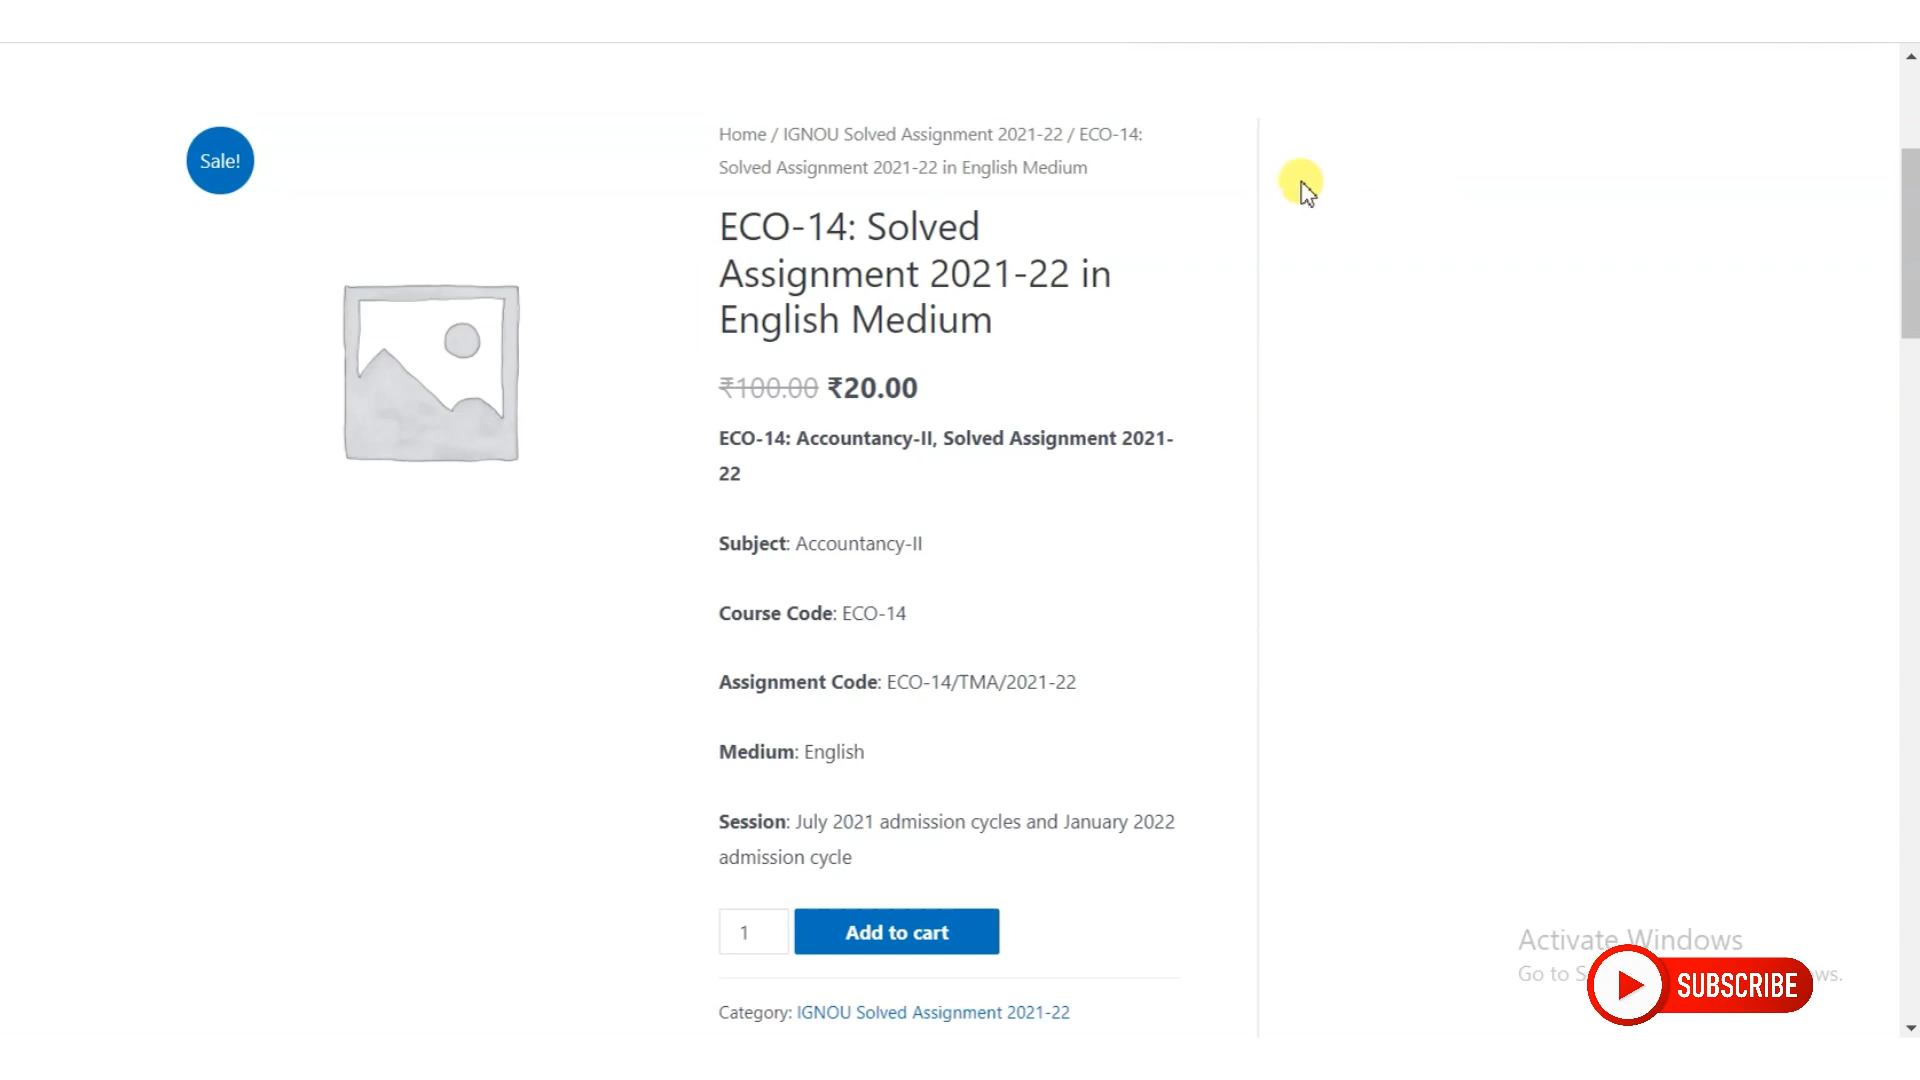 Sale!
Home / IGNOU Solved Assignment 2021-22 / ECO-14:
Solved Assignment 2021-22 in English Medium
ECO-14: Solved
Assignment 2021-22 in
English Medium
₹100.00 ₹20.00
ECO-14: Accountancy-II, Solved Assignment 2021-
22
Subject: Accountancy-II
Course Code: ECO-14
Assignment Code: ECO-14/TMA/2021-22
Medium: English
Session: July 2021 admission cycles and January 2022
admission cycle
1
Add to cart
Category: IGNOU Solved Assignment 2021-22
Activate Windows
Go to
SUBSCRIBE